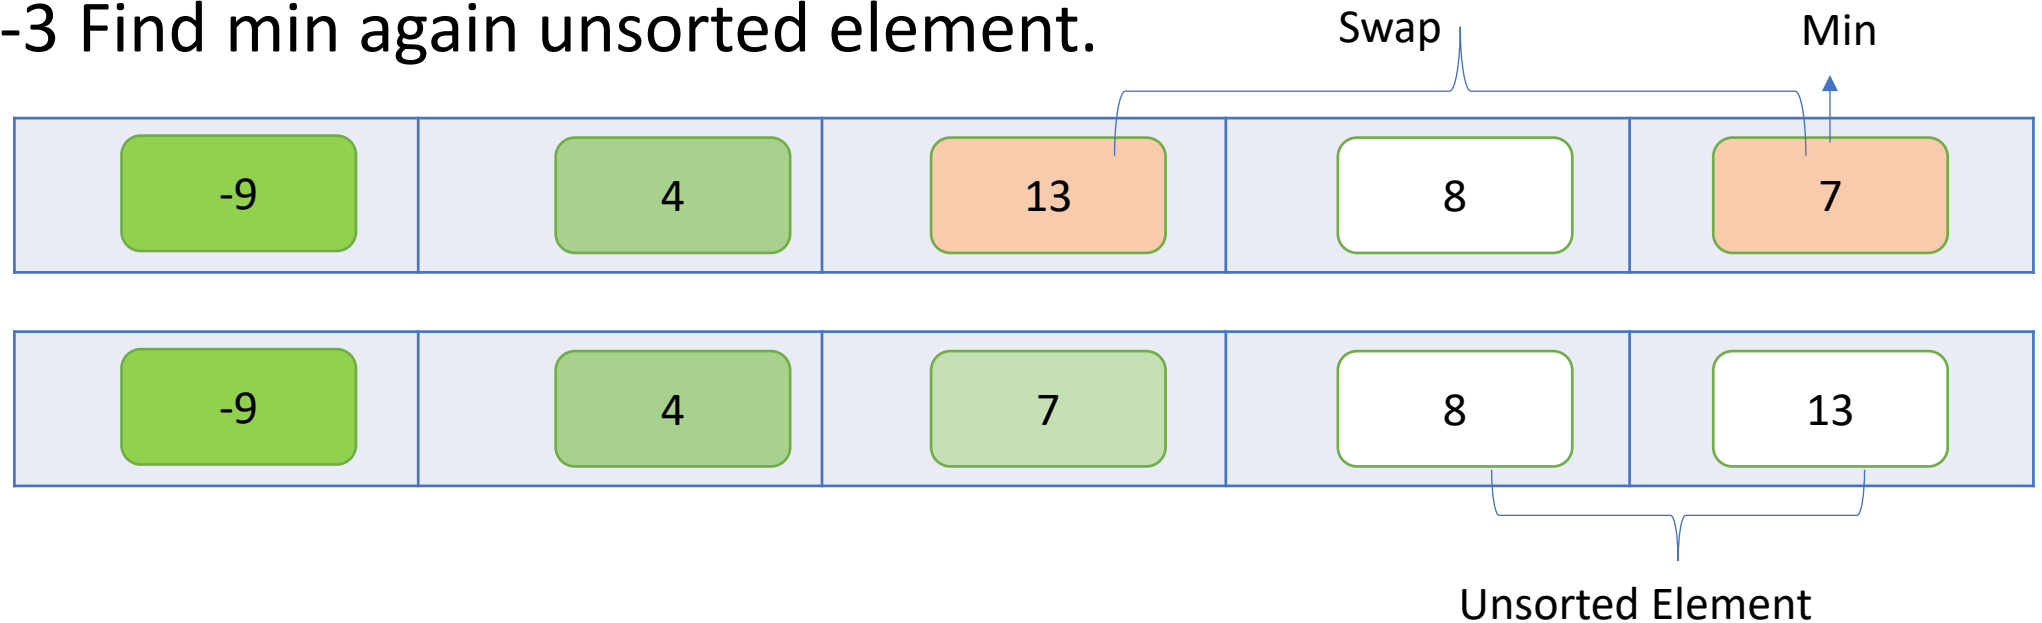 -3 Find min again unsorted element.
Swap
Min
-9 4 13 8 7
-9 4 7 8 13
Unsorted Element